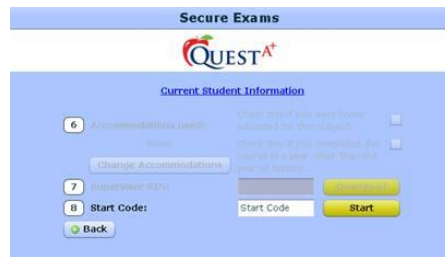 Secure Exams
QUEST A+
Current Student Information
6 Accommodations used: Check this if you were home
educated for this subject.
None Check this if you completed the
course in a year other than the
Change Accommodations year of testing.
7 Supervisor PIN: Download
8 Start Code: Start Code Start
Back